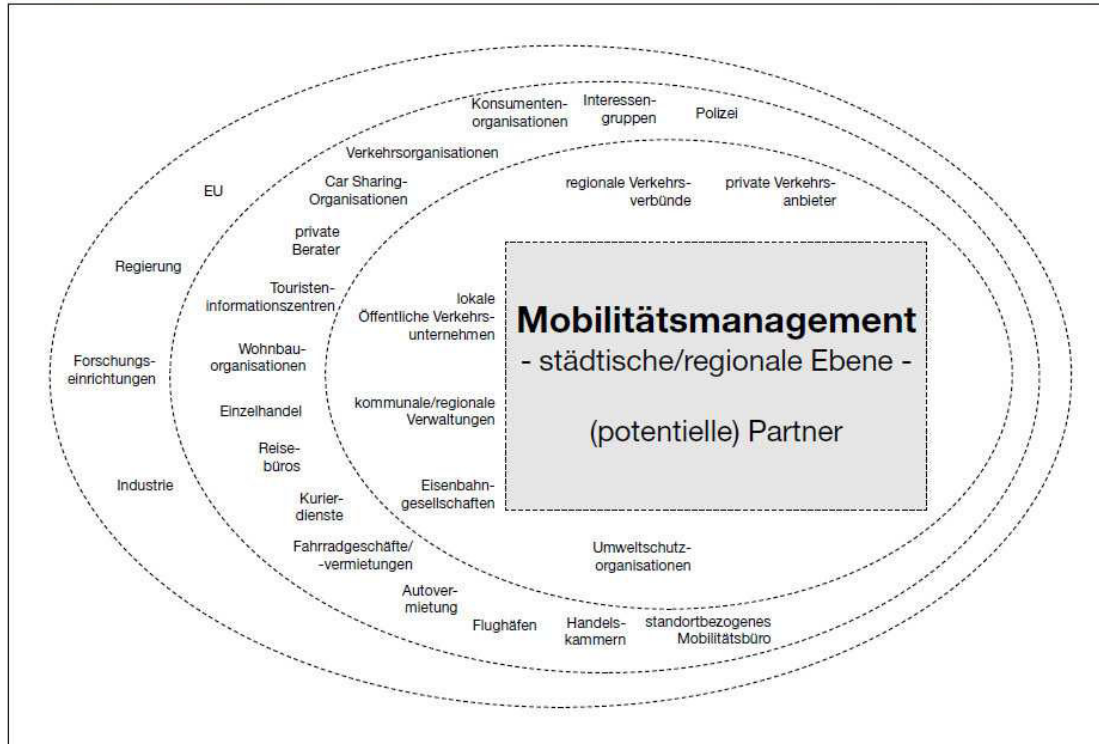 Konsumenten-
organisationen
Interessen-
gruppen
Polizei
Verkehrsorganisationen
EU
Car Sharing-
Organisationen
regionale Verkehrs-
verbünde
private Verkehrs-
anbieter
private
Berater
Regierung
Touristen-
informationszentren
lokale
Öffentliche Verkehrs-
unternehmen
Mobilitätsmanagement
- städtische/regionale Ebene -
(potentielle) Partner
Wohnbau-
organisationen
Forschungs-
einrichtungen
Einzelhandel
kommunale/regionale
Verwaltungen
Reise-
büros
Industrie
Eisenbahn-
gesellschaften
Kurier-
dienste
Fahrradgeschäfte/
-vermietungen
Umweltschutz-
organisationen
Autover-
mietung
Flughäfen
Handels-
kammern
standortbezogenes
Mobilitätsbüro